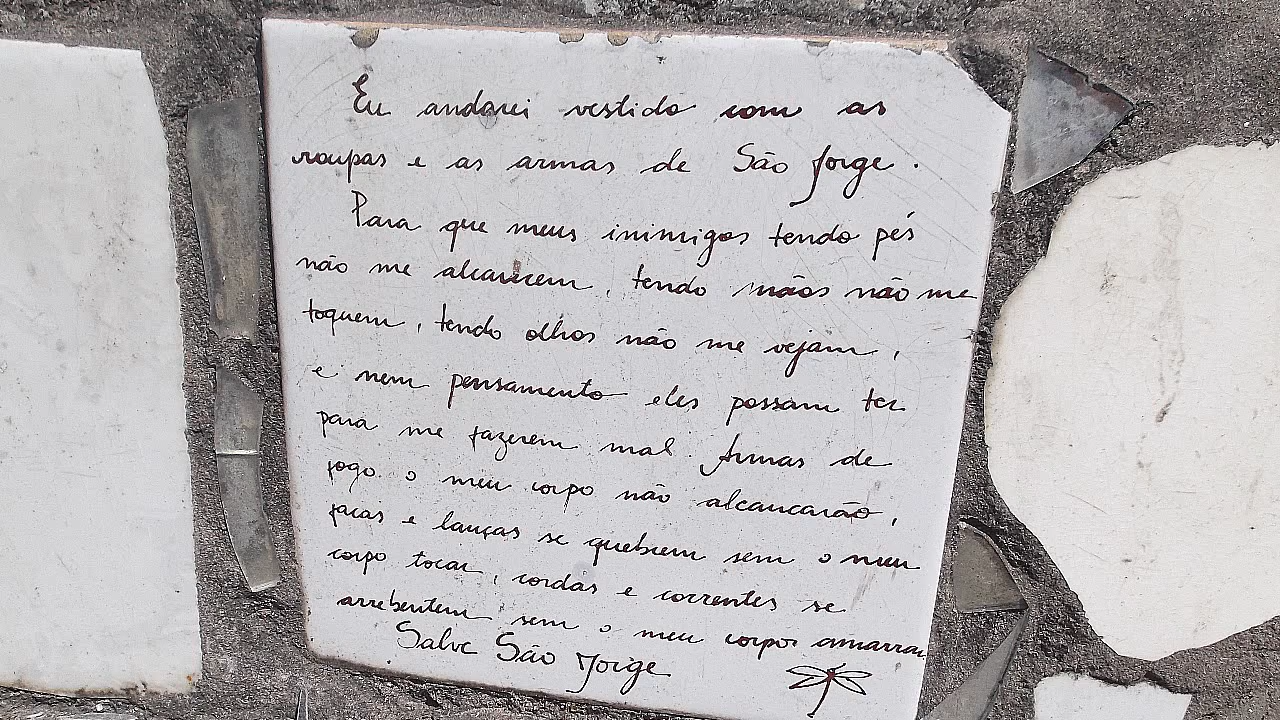 Eu andarei vestido com as
roupas e as armas de São Jorge.
Para que meus inimigos tendo pés
não me alcancem, tendo mãos não me
toquem, tendo olhos não me vejam,
e nem pensamento eles possam ter
para me fazerem mal. Armas de
fogo o meu corpo não alcancarão,
facas e lanças se quebrem sem o meu
corpo tocar, cordas e correntes se
arrebentem sem o meu corpo amarrar.
Salve São Jorge